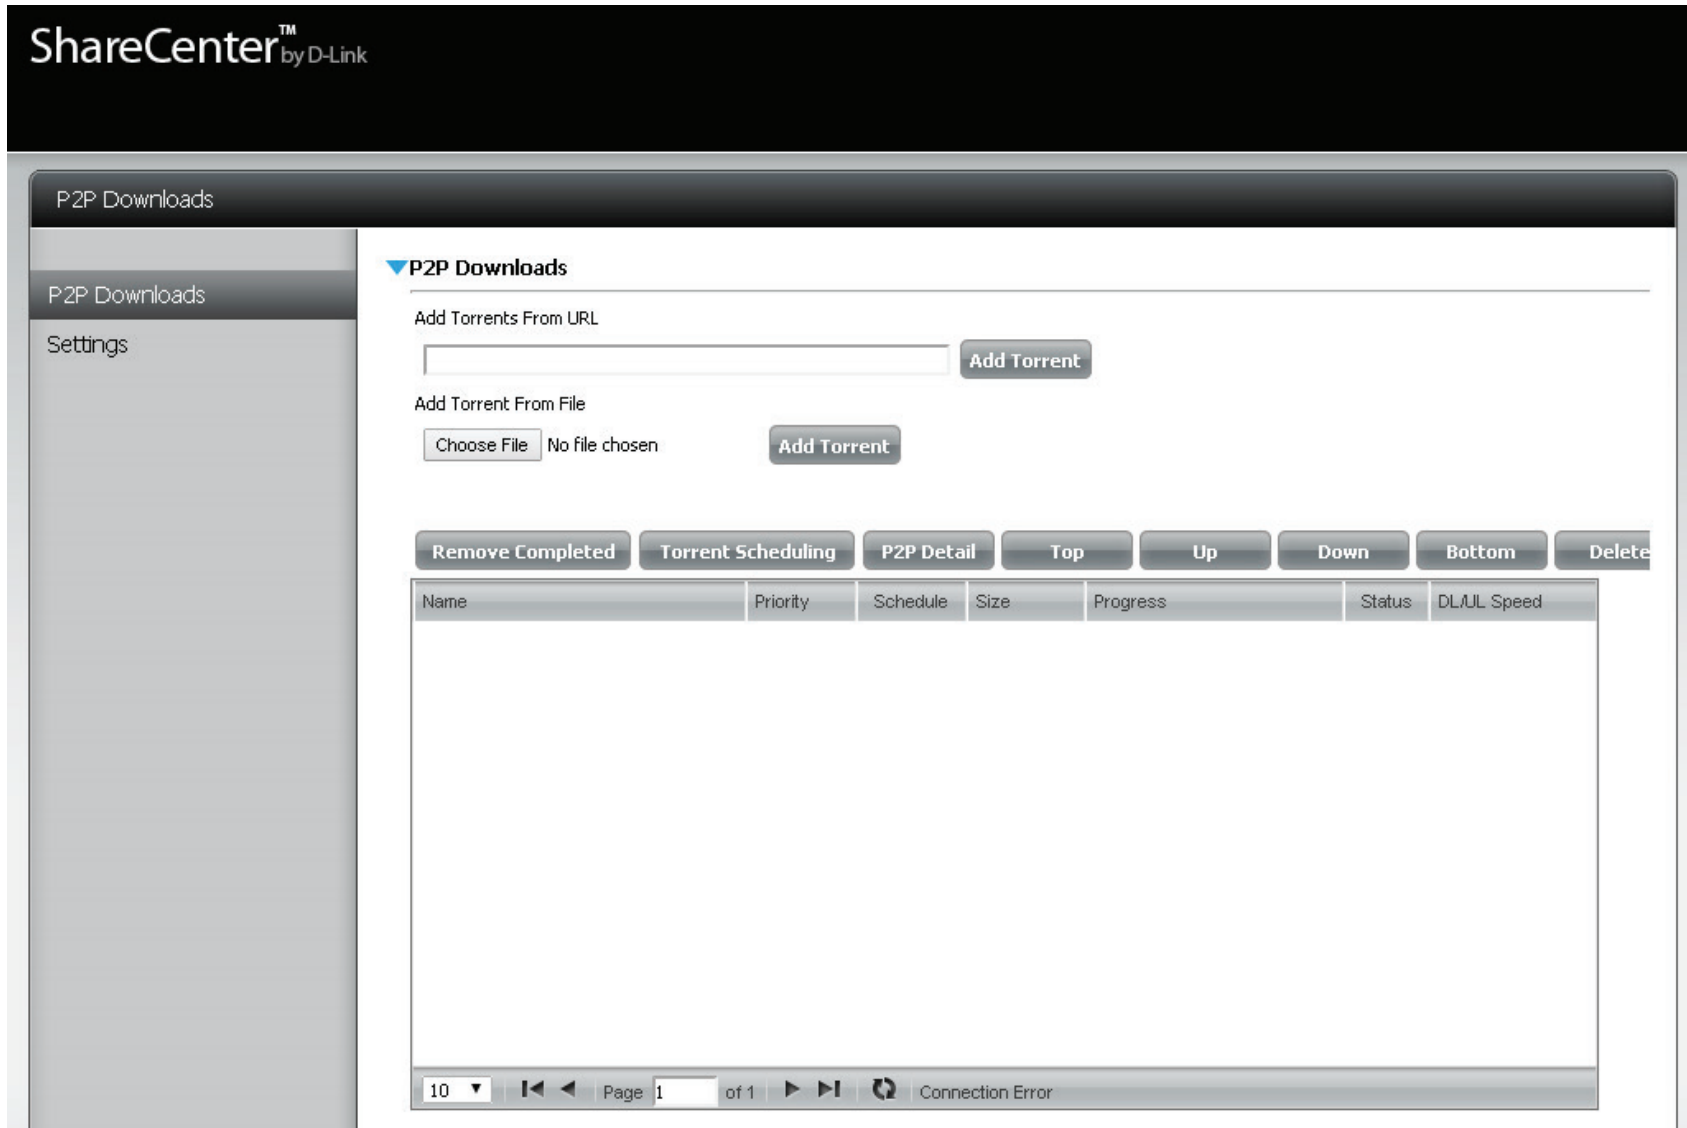 ShareCenter™ by D-Link
P2P Downloads
P2P Downloads
Settings
P2P Downloads
Add Torrents From URL
Add Torrent
Add Torrent From File
Choose File No file chosen Add Torrent
Remove Completed Torrent Scheduling P2P Detail Top Up Down Bottom Delete
Name Priority Schedule Size Progress Status DL/UL Speed
10 Page 1 of 1 Connection Error